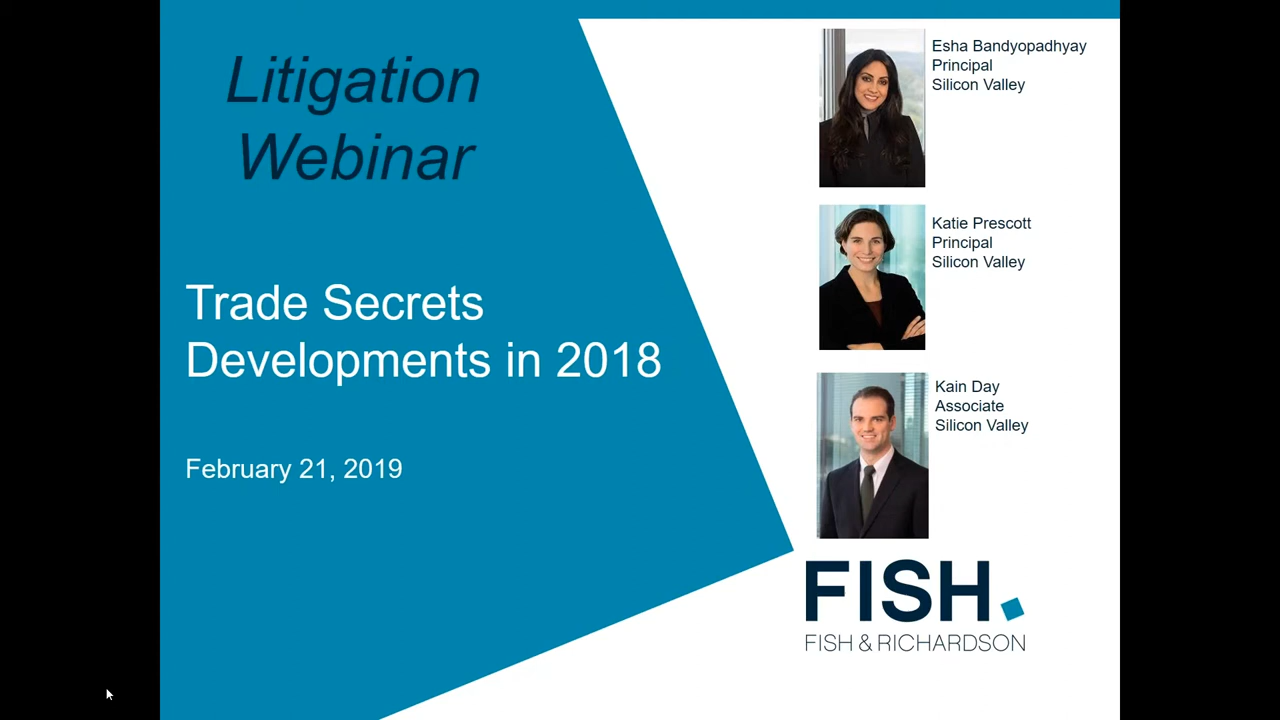 Litigation
Webinar
Trade Secrets
Developments in 2018
February 21, 2019
Esha Bandyopadhyay
Principal
Silicon Valley
Katie Prescott
Principal
Silicon Valley
Kain Day
Associate
Silicon Valley
FISH.
FISH & RICHARDSON